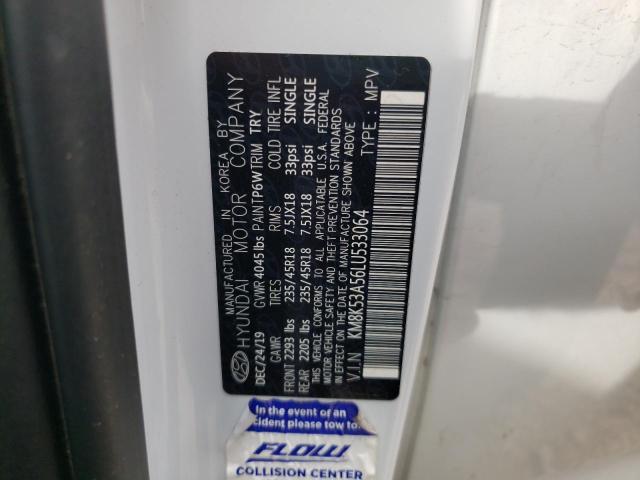 MANUFACTURED IN KOREA BY
HYUNDAI MOTOR COMPANY
DEC/24/19 GVWR 4045 lbs PAINT P6W TRIM TRY
GAWR TIRES RIMS COLD TIRE INFL
FRONT 2293 lbs 235/45R18 7.5JX18 33psi SINGLE
REAR 2205 lbs 235/45R18 7.5JX18 33psi SINGLE
THIS VEHICLE CONFORMS TO ALL APPLICABLE U.S.A. FEDERAL
MOTOR VEHICLE SAFETY, BUMPER, AND THEFT PREVENTION STANDARDS
IN EFFECT ON THE DATE OF MANUFACTURE SHOWN ABOVE
V.I.N KM8K53A56LU533064 TYPE : MPV
In the event of an
ccident please tow to:
FLOW
COLLISION CENTER